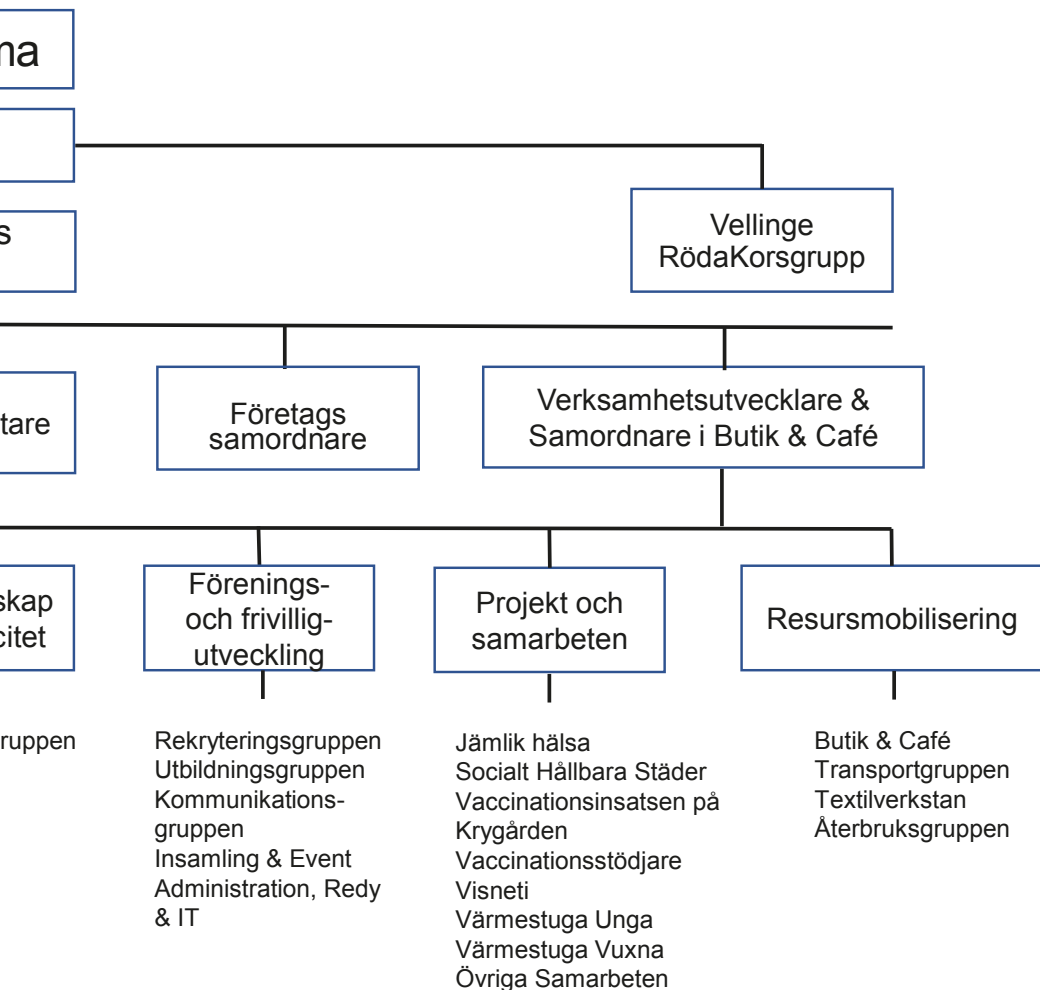 ma
s
Vellinge
RödaKorsgrupp
tare
Företags
samordnare
Verksamhetsutvecklare &
Samordnare i Butik & Café
skap
citet
Förenings-
och frivillig-
utveckling
Projekt och
samarbeten
Resursmobilisering
ruppen
Rekryteringsgruppen
Utbildningsgruppen
Kommunikations-
gruppen
Insamling & Event
Administration, Redy
& IT
Jämlik hälsa
Socialt Hållbara Städer
Vaccinationsinsatsen på
Krygården
Vaccinationsstödjare
Visneti
Värmestuga Unga
Värmestuga Vuxna
Övriga Samarbeten
Butik & Café
Transportgruppen
Textilverkstan
Återbruksgruppen